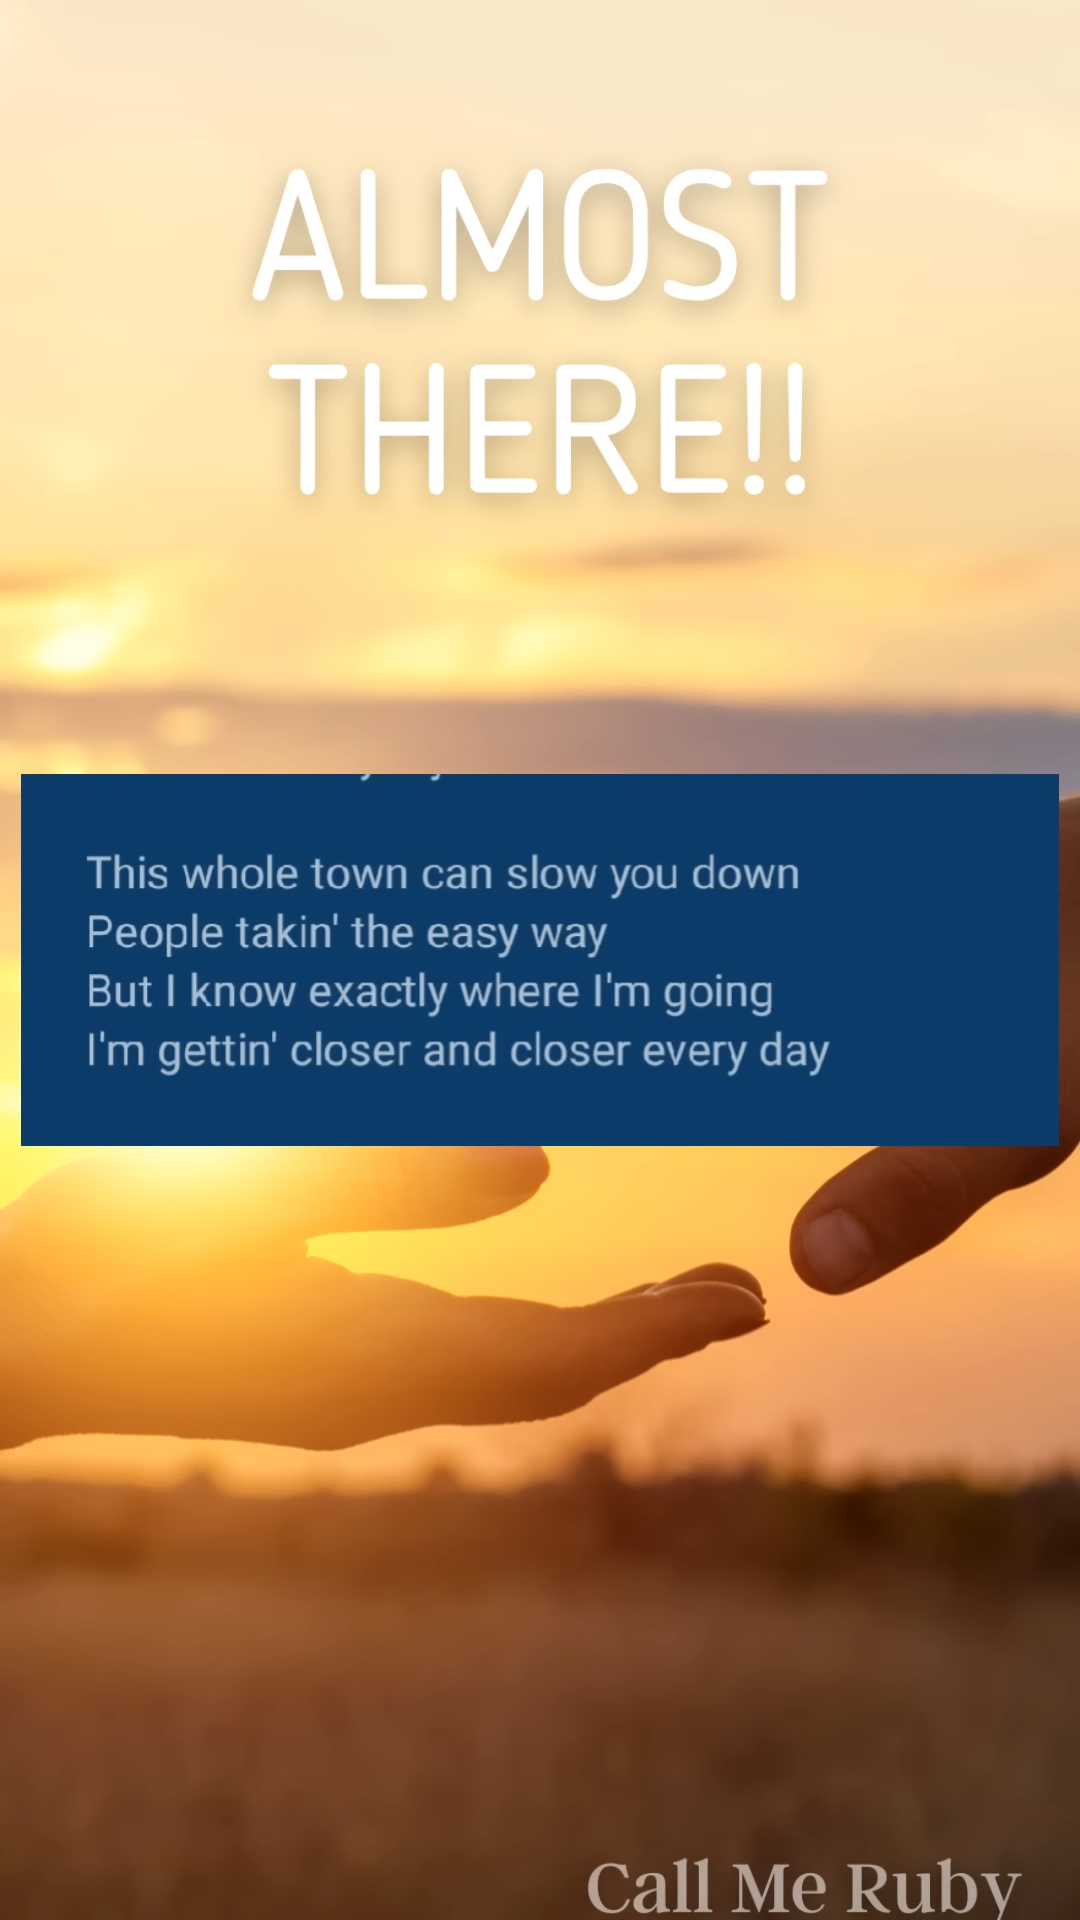 ALMOST
THERE!!
This whole town can slow you down
People takin' the easy way
But I know exactly where I'm going
I'm gettin' closer and closer every day
Call Me Ruby